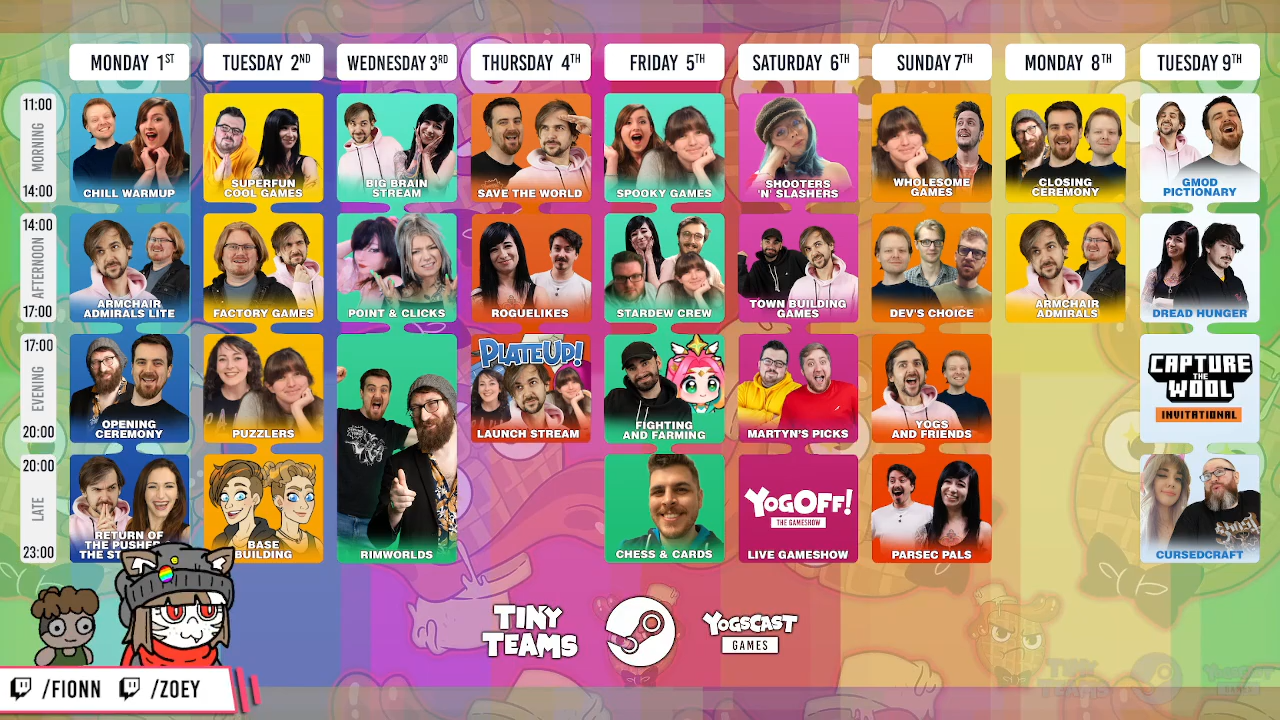 MONDAY 1ST
TUESDAY 2ND
WEDNESDAY 3RD
THURSDAY 4TH
FRIDAY 5TH
SATURDAY 6TH
SUNDAY 7TH
MONDAY 8TH
TUESDAY 9TH
11:00
MORNING
14:00
CHILL WARMUP
SUPERFUN
COOL GAMES
BIG BRAIN
STREAM
SAVE THE WORLD
SPOOKY GAMES
SHOOTERS
N' SLASHERS
WHOLESOME
GAMES
CLOSING
CEREMONY
GMOD
PICTIONARY
14:00
AFTERNOON
17:00
ARMCHAIR
ADMIRALS LITE
FACTORY GAMES
POINT & CLICKS
ROGUELIKES
STARDEW CREW
TOWN BUILDING
GAMES
DEV'S CHOICE
ARMCHAIR
ADMIRALS
DREAD HUNGER
17:00
EVENING
20:00
OPENING
CEREMONY
PUZZLERS
PLATEUP!
LAUNCH STREAM
FIGHTING
AND FARMING
MARTYN'S PICKS
YOGS
AND FRIENDS
CAPTURE
THE
WOOL
INVITATIONAL
20:00
LATE
23:00
RETURN OF
THE PUSHER
THE ST
BASE
BUILDING
RIMWORLDS
CHESS & CARDS
YOGOFF!
THE GAMESHOW
LIVE GAMESHOW
PARSEC PALS
CURSEDCRAFT
TINY
TEAMS
YOGSCAST
GAMES
/FIONN
/ZOEY